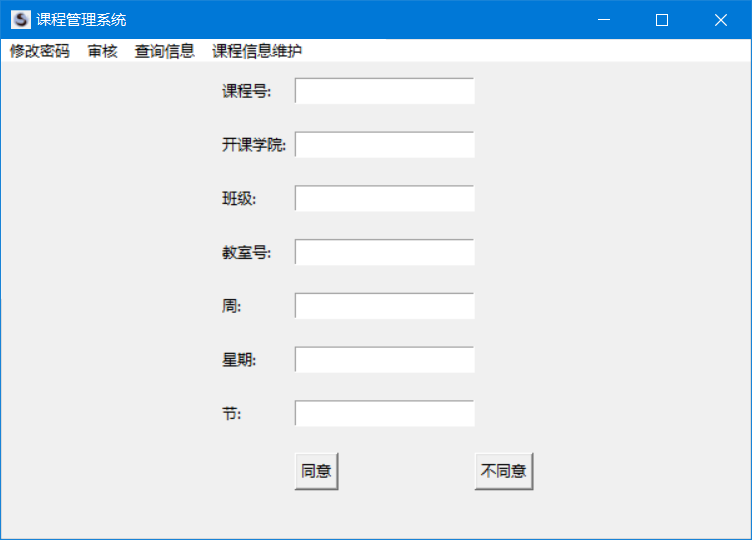 课程管理系统
修改密码 审核 查询信息 课程信息维护
课程号:
开课学院:
班级:
教室号:
周:
星期:
节:
同意 不同意